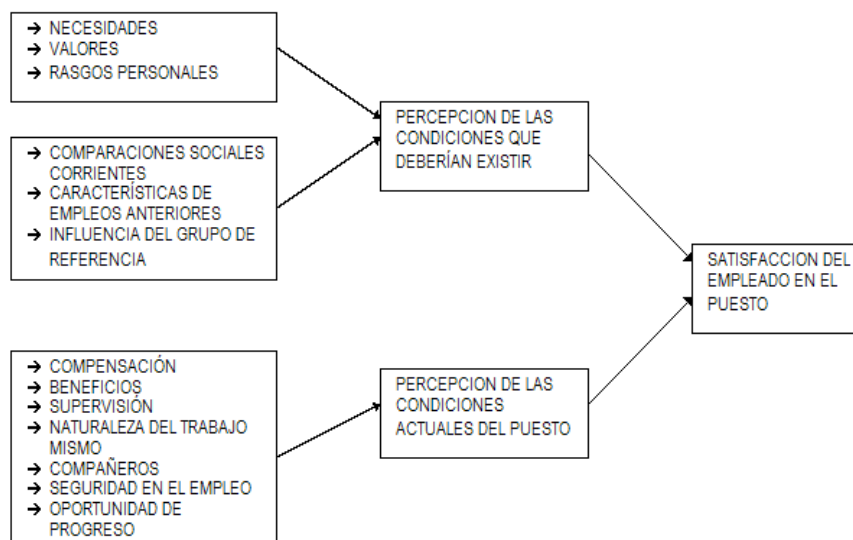 → NECESIDADES
→ VALORES
→ RASGOS PERSONALES
→ COMPARACIONES SOCIALES
CORRIENTES
→ CARACTERÍSTICAS DE
EMPLEOS ANTERIORES
→ INFLUENCIA DEL GRUPO DE
REFERENCIA
PERCEPCION DE LAS
CONDICIONES QUE
DEBERÍAN EXISTIR
SATISFACCION DEL
EMPLEADO EN EL
PUESTO
→ COMPENSACIÓN
→ BENEFICIOS
→ SUPERVISIÓN
→ NATURALEZA DEL TRABAJO
MISMO
→ COMPAÑEROS
→ SEGURIDAD EN EL EMPLEO
→ OPORTUNIDAD DE
PROGRESO
PERCEPCION DE LAS
CONDICIONES
ACTUALES DEL PUESTO